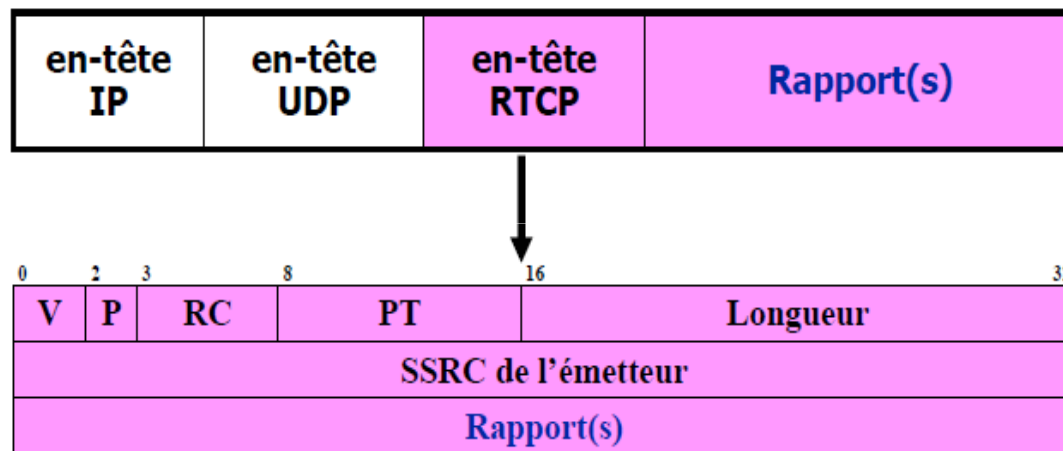 en-tête en-tête en-tête Rapport(s)
IP UDP RTCP
0 2 3 8 16 3
V P RC PT Longueur
SSRC de l'émetteur
Rapport(s)